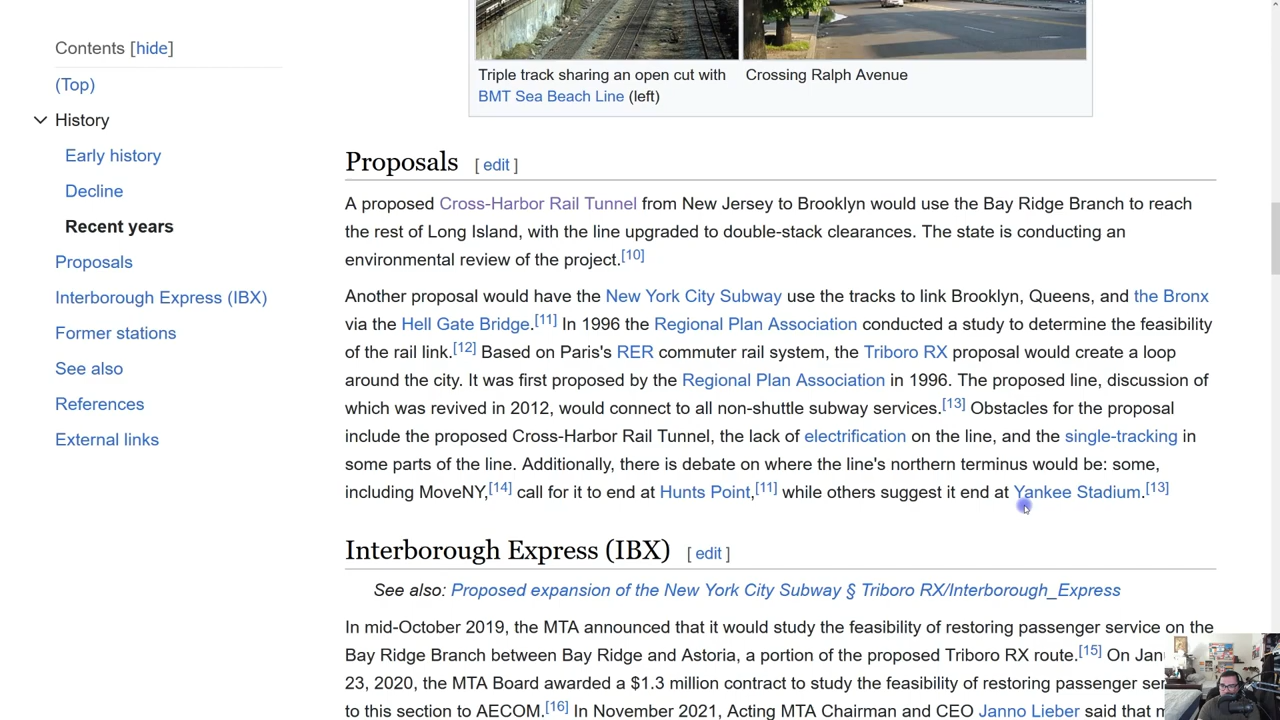 Contents [hide]
(Top)
History
Early history
Decline
Recent years
Proposals
Interborough Express (IBX)
Former stations
See also
References
External links
Triple track sharing an open cut with
BMT Sea Beach Line (left)
Crossing Ralph Avenue
Proposals [ edit ]
A proposed Cross-Harbor Rail Tunnel from New Jersey to Brooklyn would use the Bay Ridge Branch to reach
the rest of Long Island, with the line upgraded to double-stack clearances. The state is conducting an
environmental review of the project.[10]
Another proposal would have the New York City Subway use the tracks to link Brooklyn, Queens, and the Bronx
via the Hell Gate Bridge.[11] In 1996 the Regional Plan Association conducted a study to determine the feasibility
of the rail link.[12] Based on Paris's RER commuter rail system, the Triboro RX proposal would create a loop
around the city. It was first proposed by the Regional Plan Association in 1996. The proposed line, discussion of
which was revived in 2012, would connect to all non-shuttle subway services.[13] Obstacles for the proposal
include the proposed Cross-Harbor Rail Tunnel, the lack of electrification on the line, and the single-tracking in
some parts of the line. Additionally, there is debate on where the line's northern terminus would be: some,
including MoveNY,[14] call for it to end at Hunts Point,[11] while others suggest it end at Yankee Stadium.[13]
Interborough Express (IBX) [ edit ]
See also: Proposed expansion of the New York City Subway § Triboro RX/Interborough_Express
In mid-October 2019, the MTA announced that it would study the feasibility of restoring passenger service on the
Bay Ridge Branch between Bay Ridge and Astoria, a portion of the proposed Triboro RX route.[15] On
23, 2020, the MTA Board awarded a $1.3 million contract to study the feasibility of restoring passenger
to this section to AECOM.[16] In November 2021, Acting MTA Chairman and CEO Janno Lieber said that